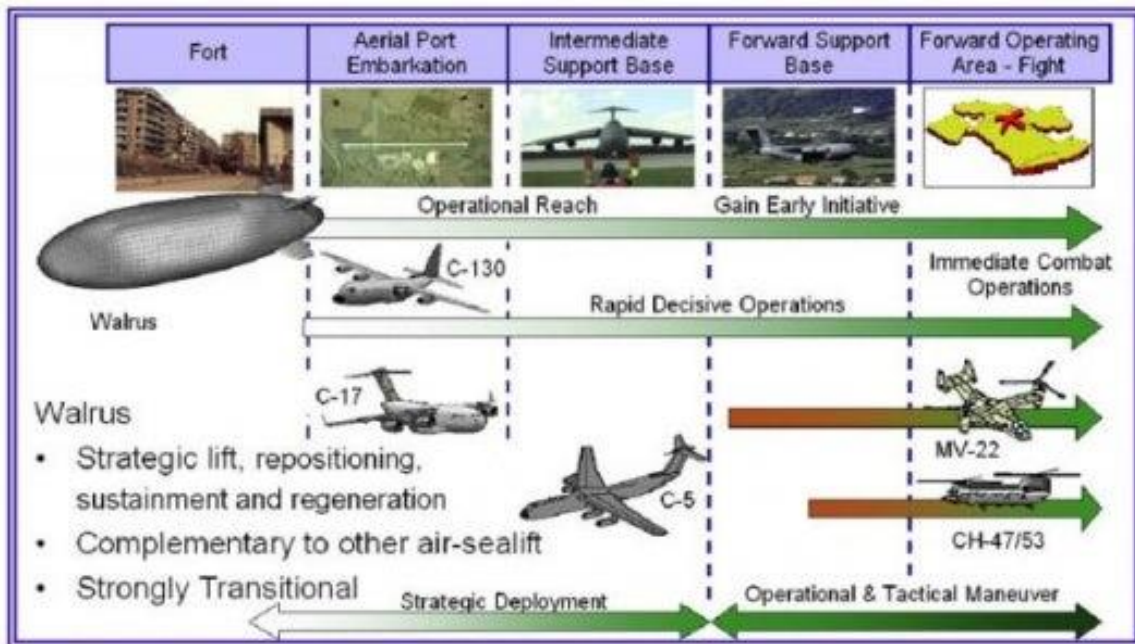 Fort
Aerial Port
Embarkation
Intermediate
Support Base
Forward Support
Base
Forward Operating
Area - Fight
Operational Reach
Gain Early Initiative
C-130
Immediate Combat
Operations
Rapid Decisive Operations
Walrus
C-17
MV-22
C-5
CH-47/53
Walrus
• Strategic lift, repositioning,
sustainment and regeneration
• Complementary to other air-sealift
• Strongly Transitional
Strategic Deployment
Operational & Tactical Maneuver